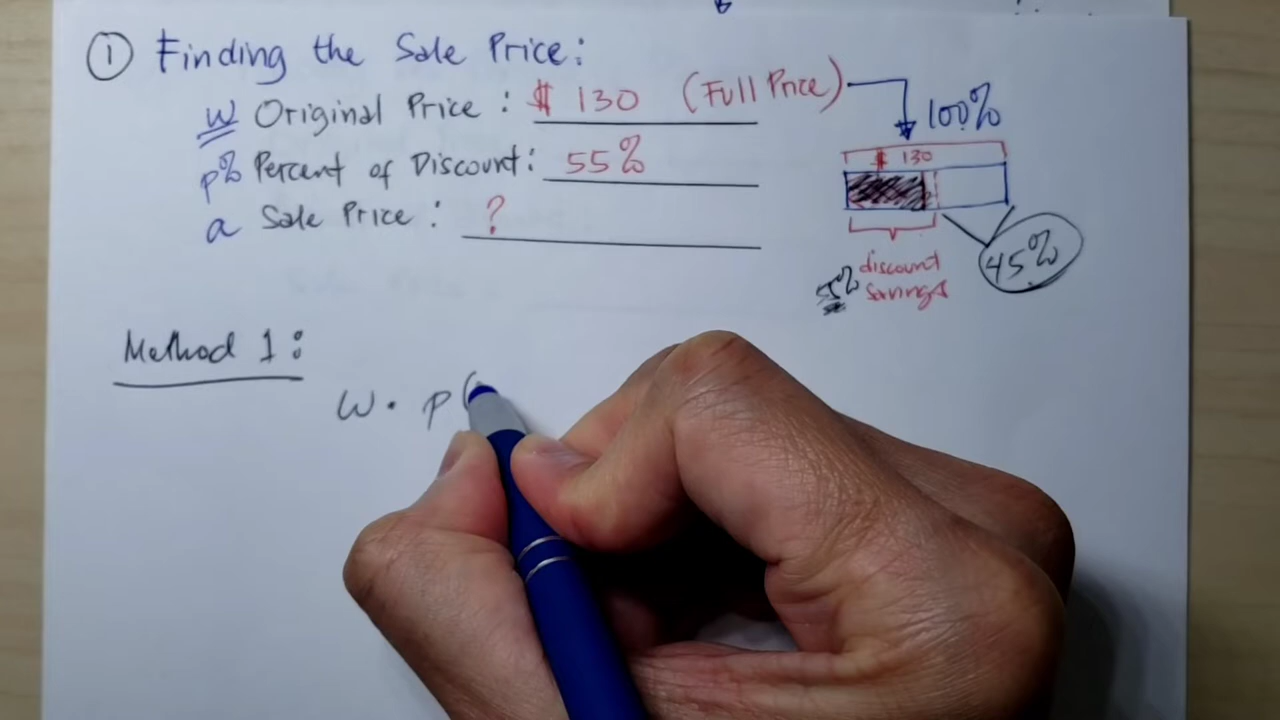 ① Finding the Sale Price:
w Original Price: $ 130 (Full Price)
100%
p% Percent of Discount: 55%
$ 130
a Sale Price: ?
45%
discount
55% savings
Method 1:
w · p(